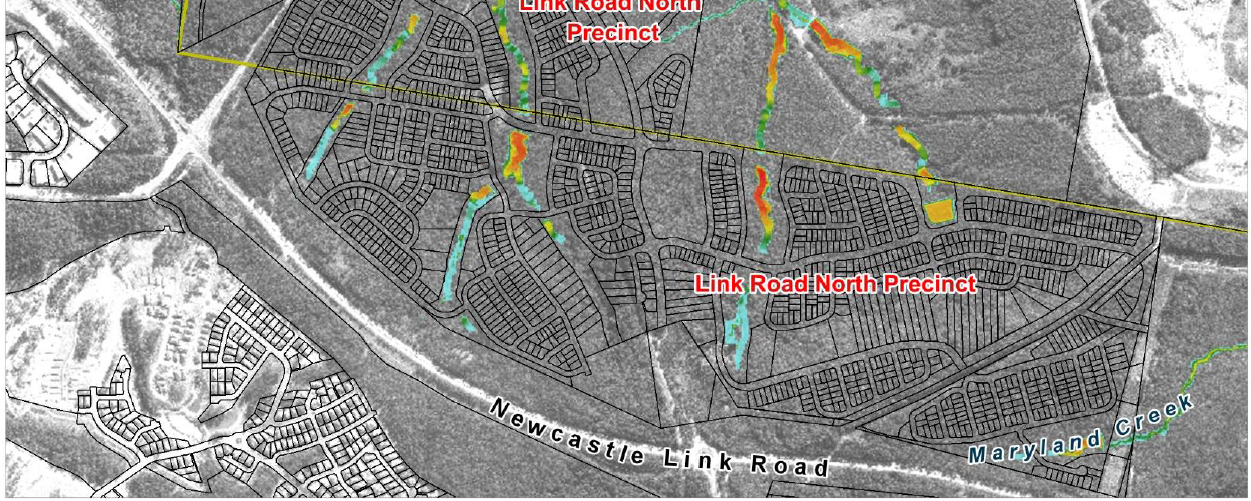 Link Road North
Precinct
Link Road North Precinct
Newcastle Link Road
Maryland Creek